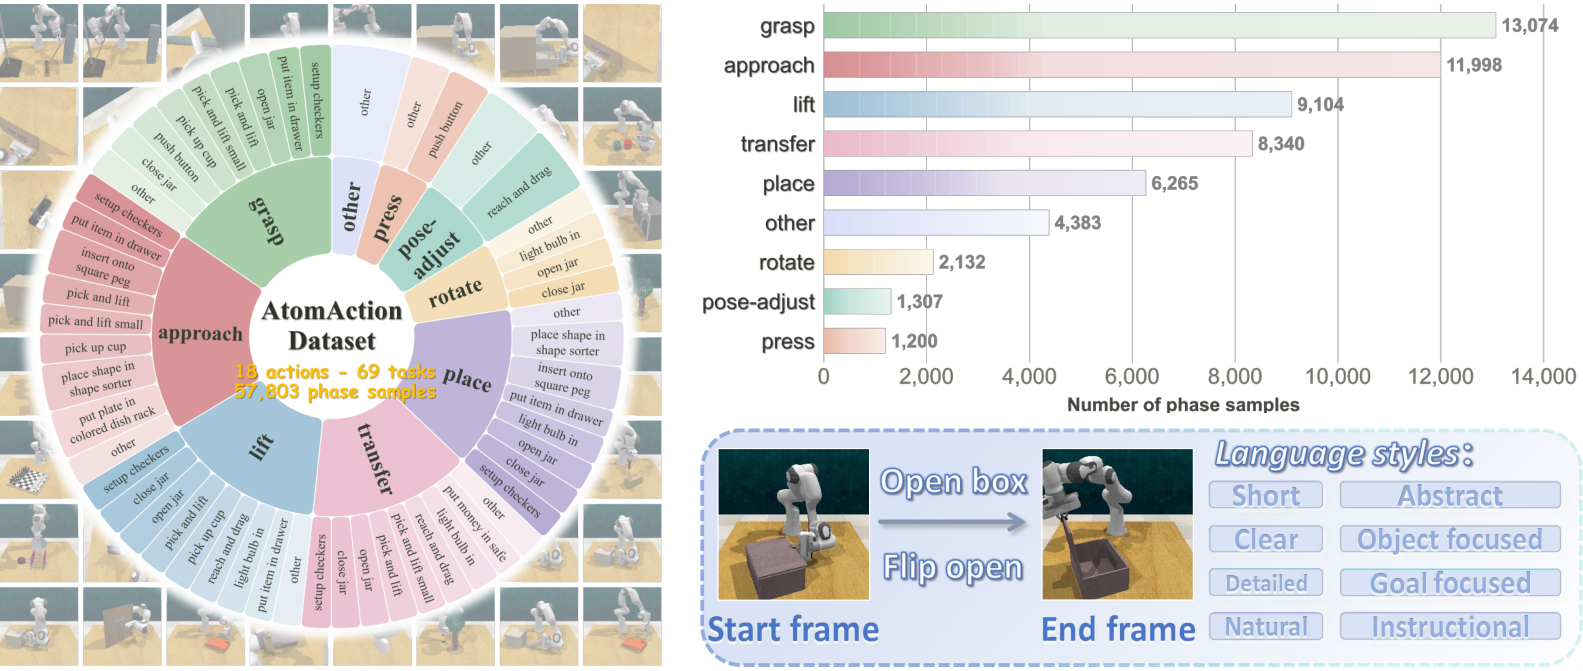 setup checkers
put item in drawer
open jar
pick and lift
pick and lift small
pick up cup
push button
close jar
other
grasp
other
other
other
push button
press
other
reach and drag
pose-
adjust
other
light bulb in
open jar
close jar
rotate
other
place shape in
shape sorter
insert onto
square peg
put item in drawer
light bulb in
open jar
close jar
setup checkers
place
other
put money in safe
light bulb in
reach and drag
pick and lift small
pick and lift
open jar
close jar
setup checkers
transfer
other
put item in drawer
light bulb in
reach and drag
pick up cup
pick and lift
open jar
close jar
setup checkers
lift
other
put plate in
colored dish rack
place shape in
shape sorter
pick up cup
pick and lift small
pick and lift
insert onto
square peg
put item in drawer
setup checkers
approach
AtomAction
Dataset
18 actions - 69 tasks
57,803 phase samples
grasp 13,074
approach 11,998
lift 9,104
transfer 8,340
place 6,265
other 4,383
rotate 2,132
pose-adjust 1,307
press 1,200
0 2,000 4,000 6,000 8,000 10,000 12,000 14,000
Number of phase samples
Open box
Flip open
Start frame
End frame
Language styles:
Short Abstract
Clear Object focused
Detailed Goal focused
Natural Instructional